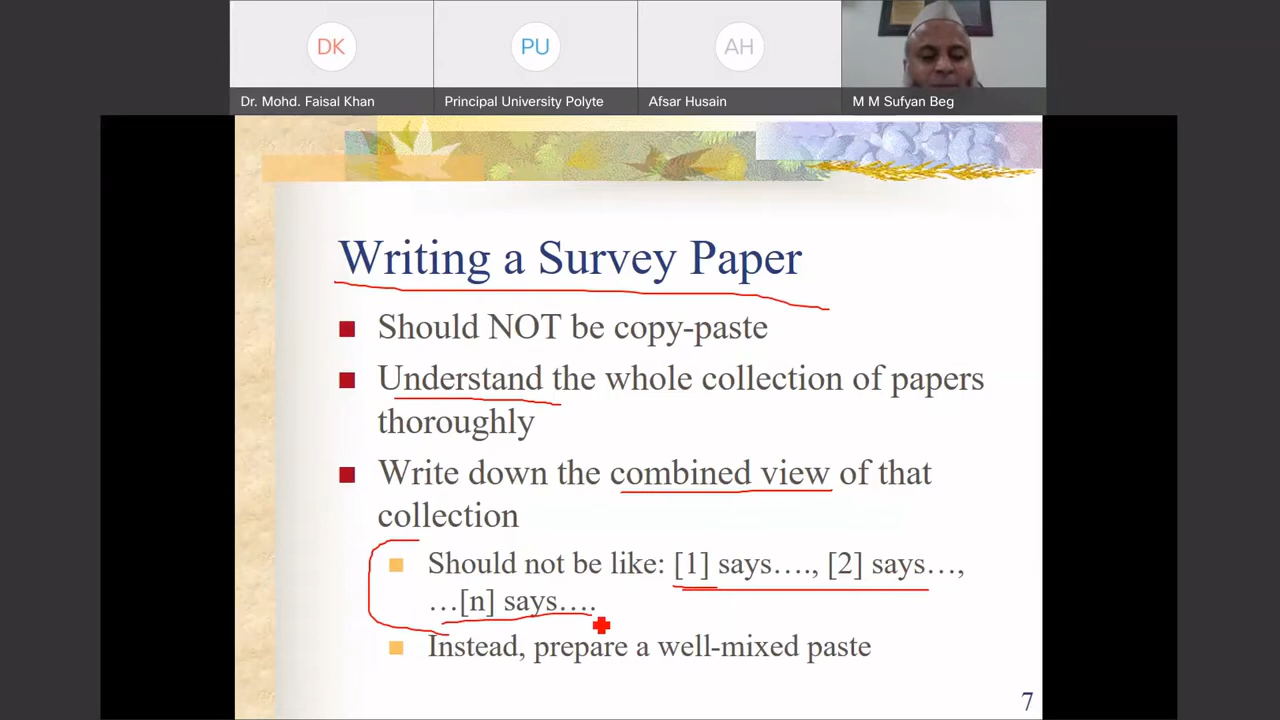 DK
PU
AH
Dr. Mohd. Faisal Khan
Principal University Polyte
Afsar Husain
M M Sufyan Beg
Writing a Survey Paper
Should NOT be copy-paste
Understand the whole collection of papers
thoroughly
Write down the combined view of that
collection
Should not be like: [1] says…., [2] says…,
…[n] says….
Instead, prepare a well-mixed paste
7